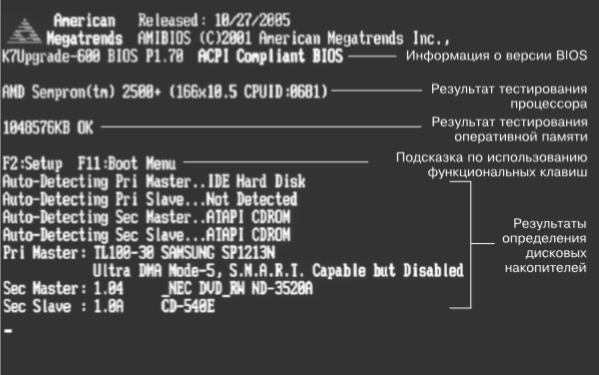 American Released: 10/27/2005
Megatrends AMIBIOS (C)2001 American Megatrends Inc.,
K7Upgrade-600 BIOS P1.70 ACPI Compliant BIOS
Информация о версии BIOS
AMD Sempron(tm) 2500+ (166x10.5 CPUID:0681)
Результат тестирования
процессора
1048576KB OK
Результат тестирования
оперативной памяти
F2:Setup F11:Boot Menu
Подсказка по использованию
функциональных клавиш
Auto-Detecting Pri Master..IDE Hard Disk
Auto-Detecting Pri Slave...Not Detected
Auto-Detecting Sec Master..ATAPI CDROM
Auto-Detecting Sec Slave...ATAPI CDROM
Pri Master: TL100-30 SAMSUNG SP1213N
Ultra DMA Mode-5, S.M.A.R.T. Capable but Disabled
Sec Master: 1.04 _NEC DVD_RW ND-3520A
Sec Slave : 1.0A CD-540E
Результаты
определения
дисковых
накопителей